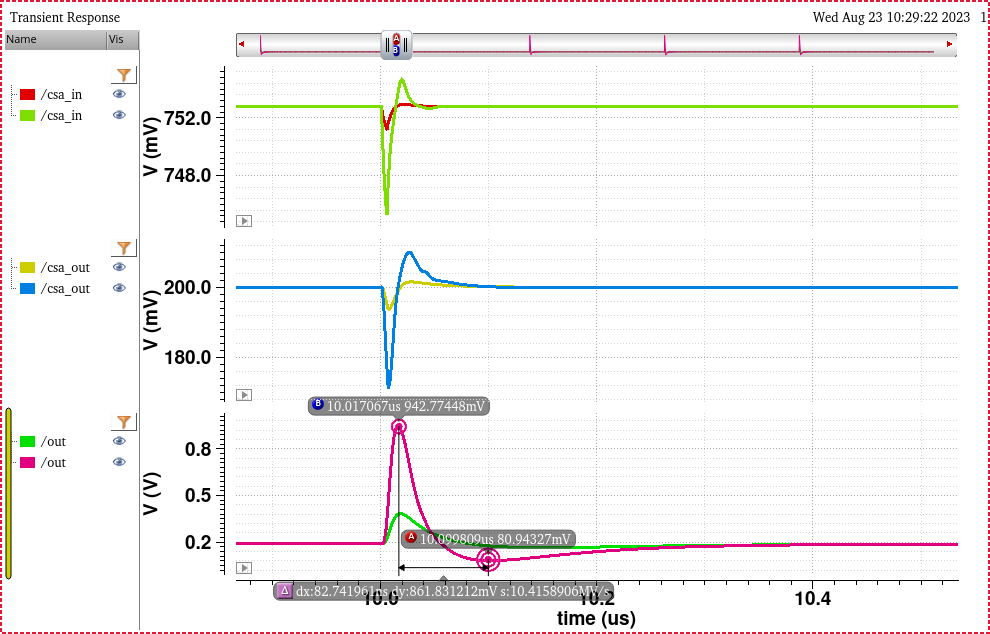 Transient Response
Wed Aug 23 10:29:22 2023 1
Name Vis
A
B
/csa_in
/csa_in
V (mV)
752.0
748.0
/csa_out
/csa_out
V (mV)
200.0
180.0
B 10.017067us 942.77448mV
/out
/out
V (V)
0.8
0.5
0.2
A 10.099809us 80.94327mV
Δ dx:82.741961ns dy:861.831212mV s:10.4158906MV/s
10.0 10.2 10.4
time (us)